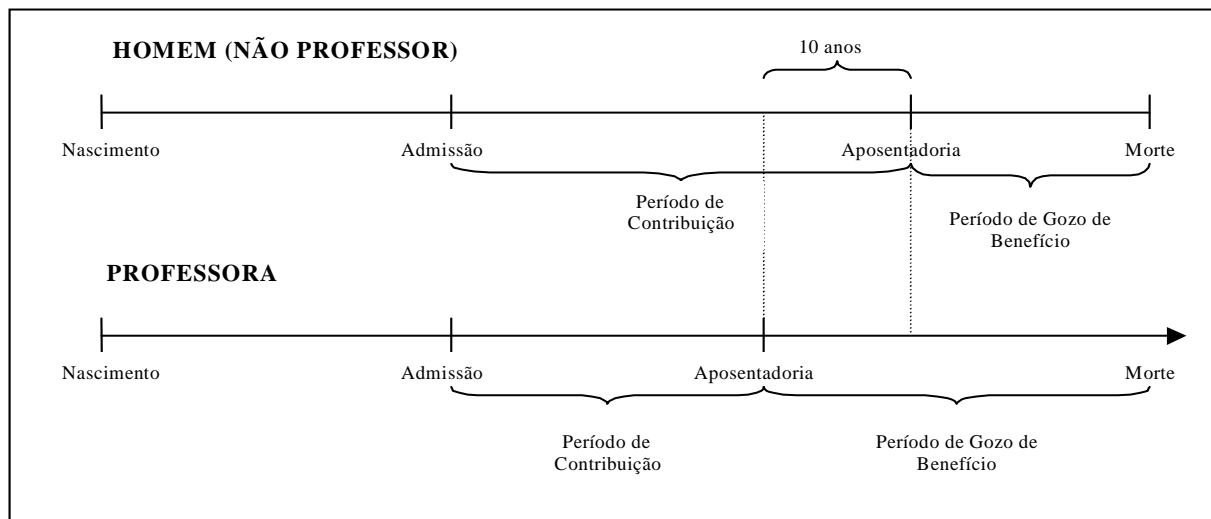 HOMEM (NÃO PROFESSOR)
10 anos
Nascimento
Admissão
Aposentadoria
Morte
Período de
Contribuição
Período de Gozo de
Benefício
PROFESSORA
Nascimento
Admissão
Aposentadoria
Morte
Período de
Contribuição
Período de Gozo de
Benefício